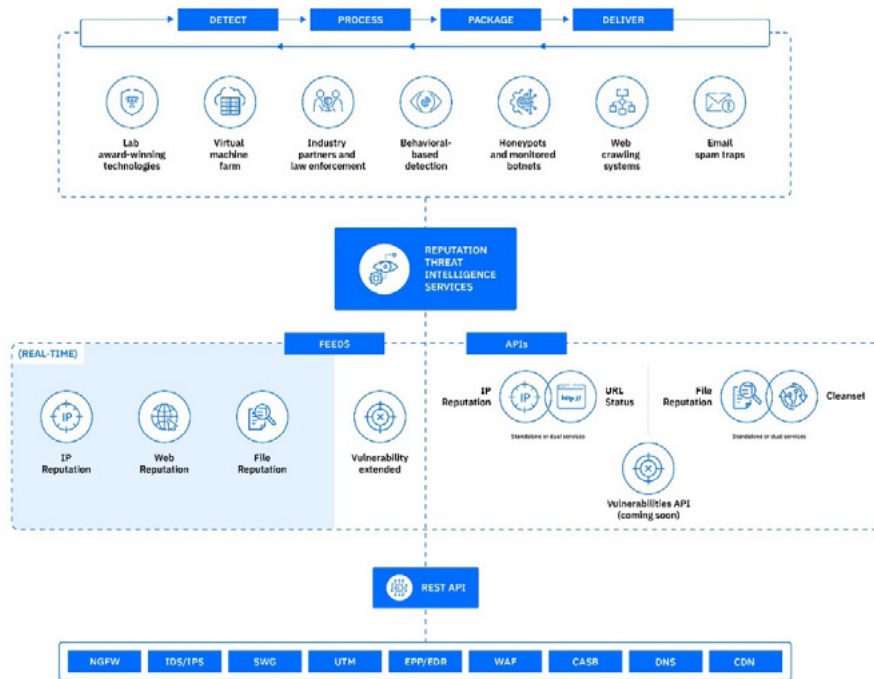 DETECT
PROCESS
PACKAGE
DELIVER
Lab
award-winning
technologies
Virtual
machine
farm
Industry
partners and
law enforcement
Behavioral-
based
detection
Honeypots
and monitored
botnets
Web
crawling
systems
Email
spam traps
REPUTATION
THREAT
INTELLIGENCE
SERVICES
(REAL-TIME)
FEEDS
APIs
IP
Reputation
Web
Reputation
File
Reputation
Vulnerability
extended
IP
Reputation
IP
http://
URL
Status
Standalone or dual services
File
Reputation
Cleanset
Standalone or dual services
Vulnerabilities API
(coming soon)
IP
REST API
NGFW
IDS/IPS
SWG
UTM
EPP/EDR
WAF
CASB
DNS
CDN